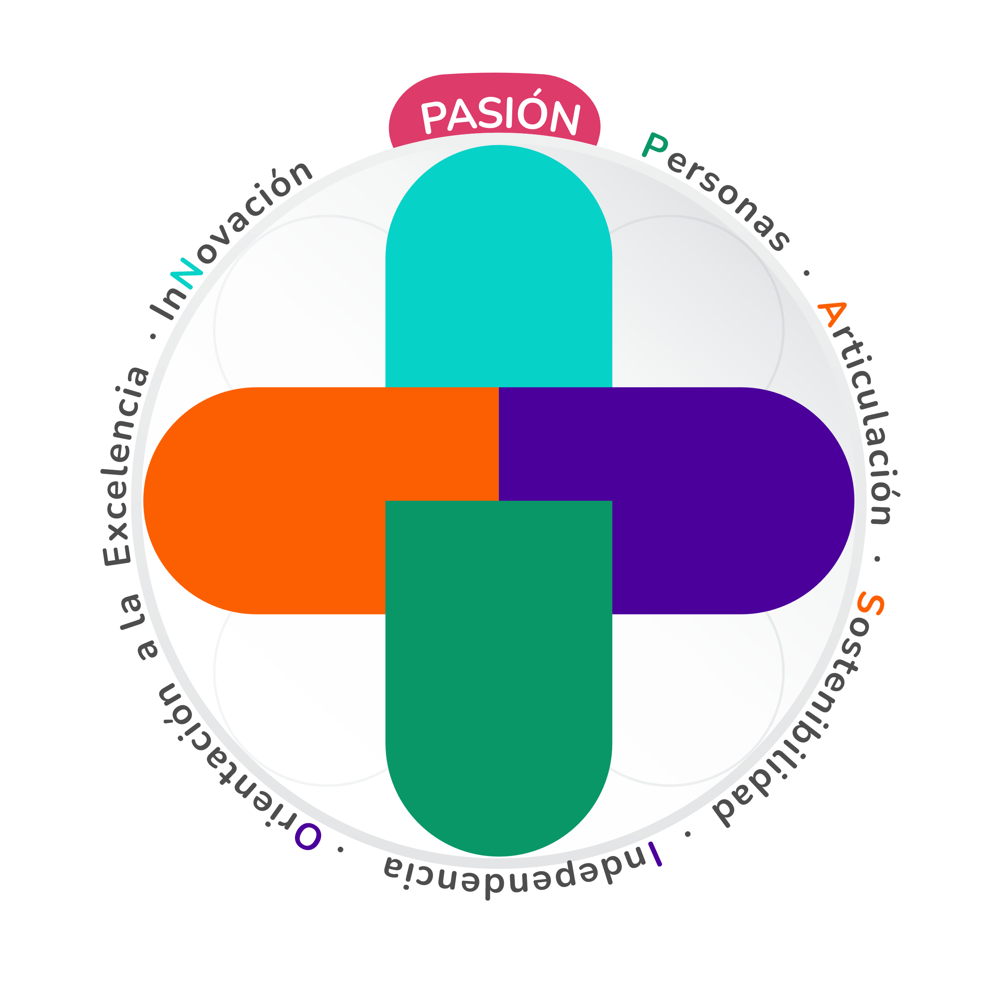 PASIÓN
Personas · Articulación · Sostenibilidad · Independencia · Orientación a la Excelencia · InNovación